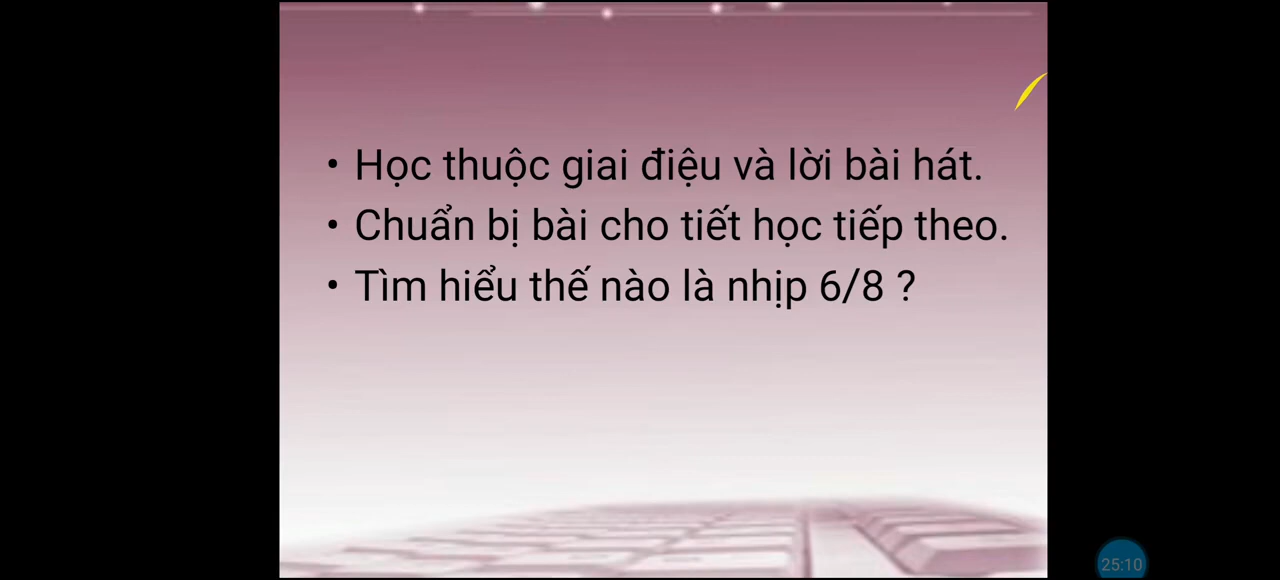 • Học thuộc giai điệu và lời bài hát.
• Chuẩn bị bài cho tiết học tiếp theo.
• Tìm hiểu thế nào là nhịp 6/8 ?
25:10